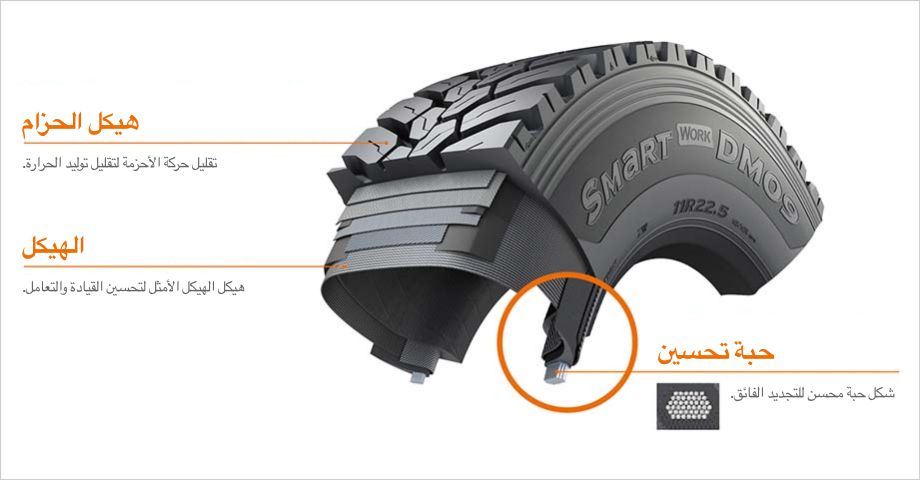 هيكل الحزام
تقليل حركة الأحزمة لتقليل توليد الحرارة.
الهيكل
هيكل الهيكل الأمثل لتحسين القيادة والتعامل.
SMART WORK DM09
11R22.5
حبة تحسين
شكل حبة محسن للتجديد الفائق.